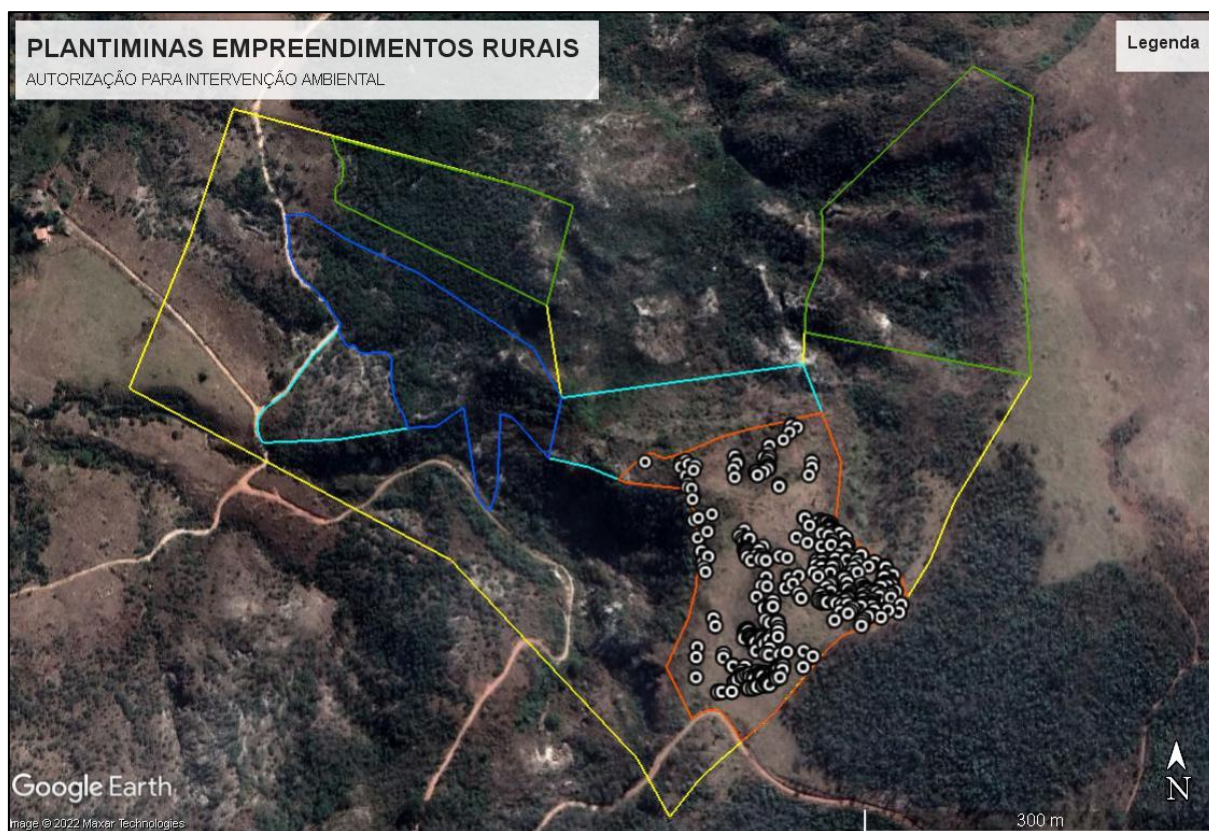 PLANTIMINAS EMPREENDIMENTOS RURAIS
AUTORIZAÇÃO PARA INTERVENÇÃO AMBIENTAL
Legenda
Google Earth
N
Image © 2022 Maxar Technologies
300 m